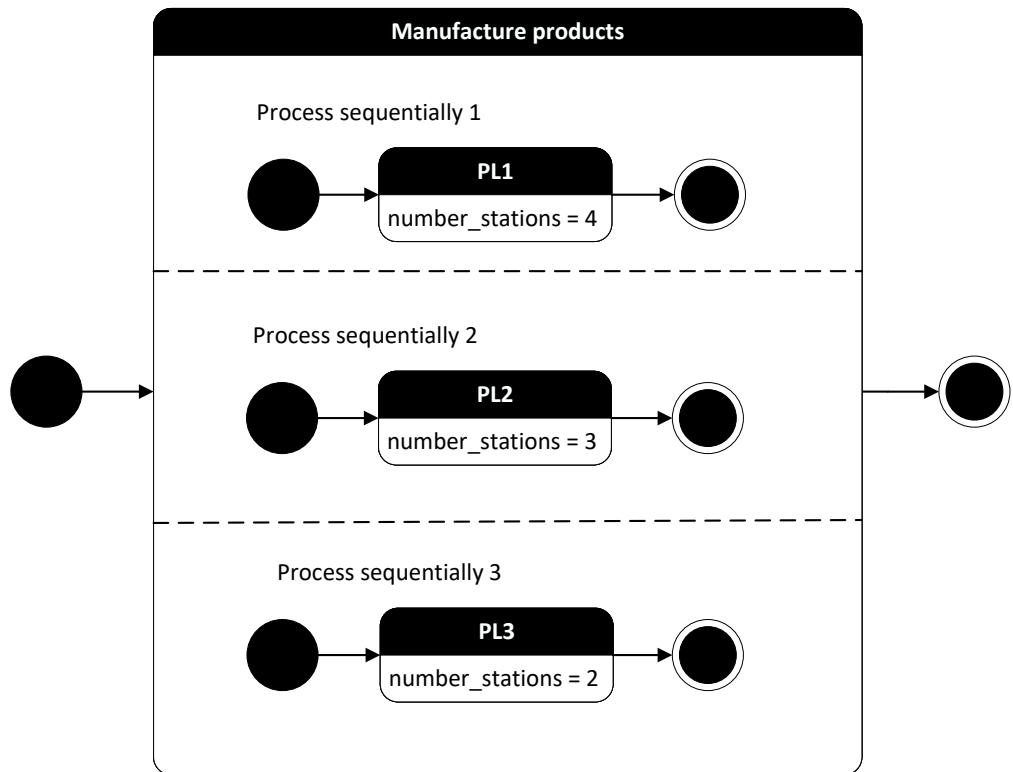 Manufacture products
Process sequentially 1
PL1
number_stations = 4
Process sequentially 2
PL2
number_stations = 3
Process sequentially 3
PL3
number_stations = 2